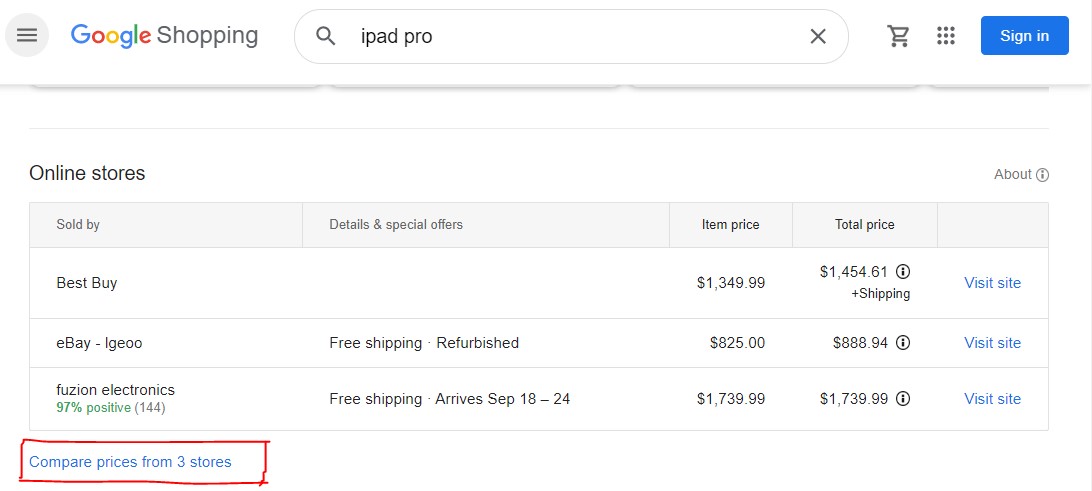 Google Shopping
ipad pro
Sign in
Online stores
About
Sold by
Details & special offers
Item price
Total price
Best Buy
$1,349.99
$1,454.61
+Shipping
Visit site
eBay - lgeoo
Free shipping · Refurbished
$825.00
$888.94
Visit site
fuzion electronics
97% positive (144)
Free shipping · Arrives Sep 18 – 24
$1,739.99
$1,739.99
Visit site
Compare prices from 3 stores